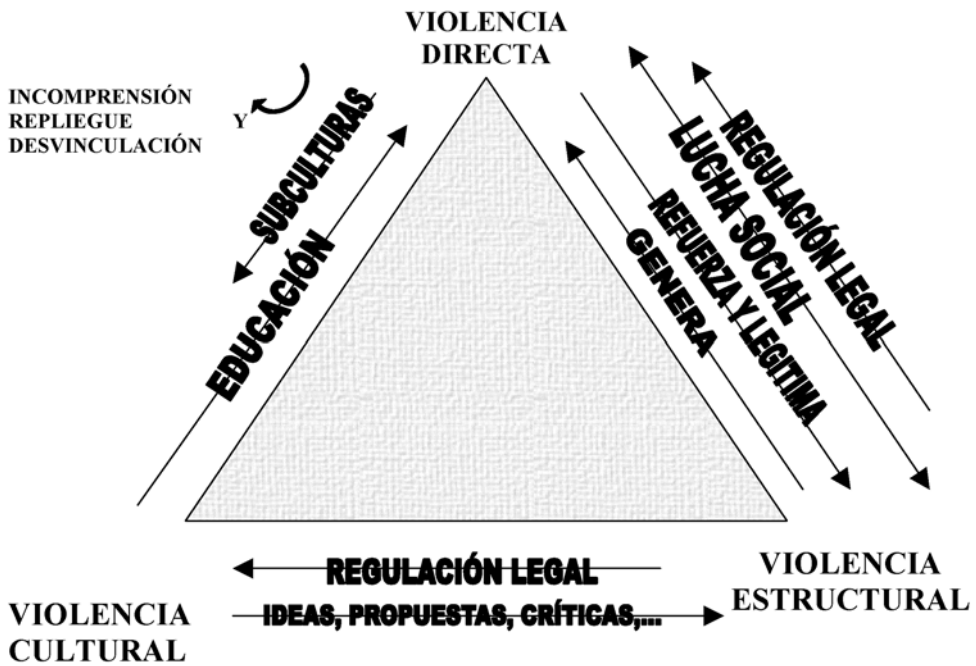 VIOLENCIA
DIRECTA
INCOMPRENSIÓN
REPLIEGUE
DESVINCULACIÓN
Y
SUBCULTURAS
EDUCACIÓN
REGULACIÓN LEGAL
LUCHA SOCIAL
REFUERZA Y LEGITIMA
GENERA
REGULACIÓN LEGAL
IDEAS, PROPUESTAS, CRÍTICAS,...
VIOLENCIA
CULTURAL
VIOLENCIA
ESTRUCTURAL